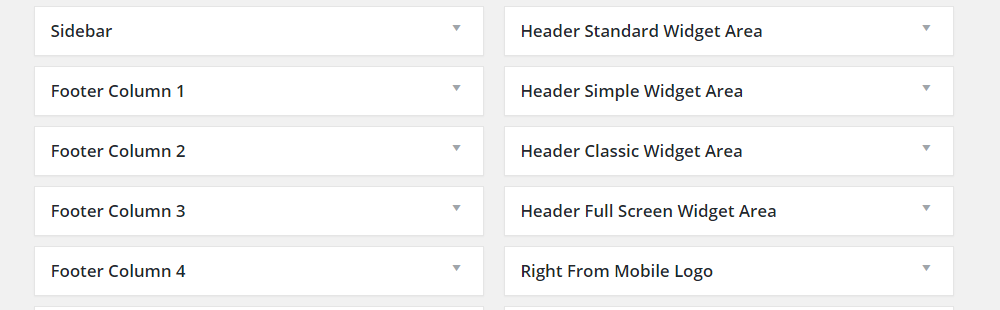 Sidebar
Header Standard Widget Area
Footer Column 1
Header Simple Widget Area
Footer Column 2
Header Classic Widget Area
Footer Column 3
Header Full Screen Widget Area
Footer Column 4
Right From Mobile Logo